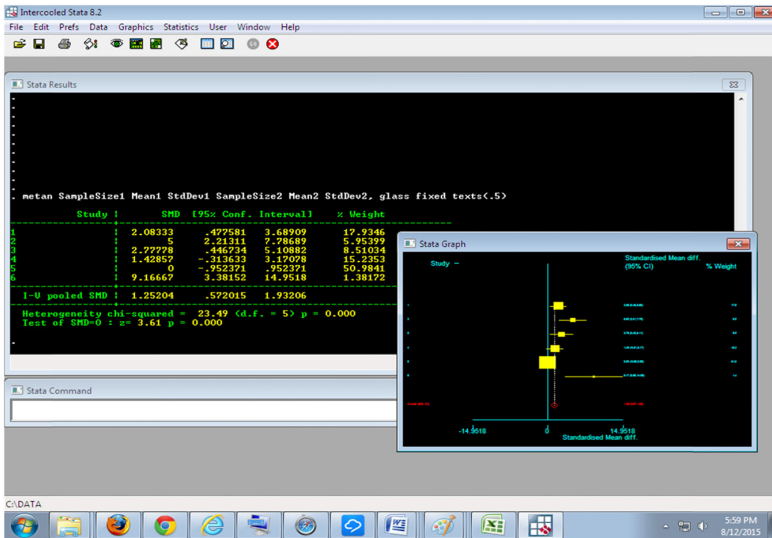 Intercooled Stata 8.2
File Edit Prefs Data Graphics Statistics User Window Help
Stata Results
. metan SampleSize1 Mean1 StdDev1 SampleSize2 Mean2 StdDev2, glass fixed texts(.5)
Study | SMD [95% Conf. Interval] % Weight
1 | 2.08333 .477581 3.68909 17.9346
2 | 5 2.21311 7.78689 5.95399
3 | 2.77778 .446734 5.10882 8.51034
4 | 1.42857 -.313633 3.17078 15.2353
5 | 0 -.952371 .952371 50.9841
6 | 9.16667 3.38152 14.9518 1.38172
I-V pooled SMD | 1.25204 .572015 1.93206
Heterogeneity chi-squared = 23.49 (d.f. = 5) p = 0.000
Test of SMD=0 : z= 3.61 p = 0.000
.
Stata Graph
Study
Standardised Mean diff.
(95% CI)
% Weight
-14.9518 0 14.9518
Standardised Mean diff.
Stata Command
C:\DATA
5:59 PM
8/12/2015